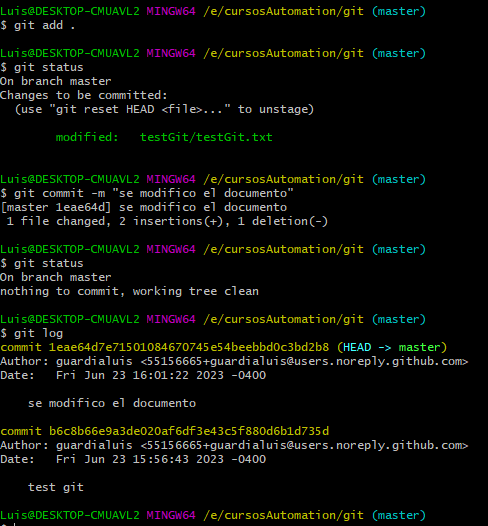 Luis@DESKTOP-CMUAVL2 MINGW64 /e/cursosAutomation/git (master)
$ git add .
Luis@DESKTOP-CMUAVL2 MINGW64 /e/cursosAutomation/git (master)
$ git status
On branch master
Changes to be committed:
  (use "git reset HEAD <file>..." to unstage)
        modified:   testGit/testGit.txt
Luis@DESKTOP-CMUAVL2 MINGW64 /e/cursosAutomation/git (master)
$ git commit -m "se modifico el documento"
[master 1eae64d] se modifico el documento
 1 file changed, 2 insertions(+), 1 deletion(-)
Luis@DESKTOP-CMUAVL2 MINGW64 /e/cursosAutomation/git (master)
$ git status
On branch master
nothing to commit, working tree clean
Luis@DESKTOP-CMUAVL2 MINGW64 /e/cursosAutomation/git (master)
$ git log
commit 1eae64d7e71501084670745e54beebbd0c3bd2b8 (HEAD -> master)
Author: guardialuis <55156665+guardialuis@users.noreply.github.com>
Date:   Fri Jun 23 16:01:22 2023 -0400
    se modifico el documento
commit b6c8b66e9a3de020af6df3e43c5f880d6b1d735d
Author: guardialuis <55156665+guardialuis@users.noreply.github.com>
Date:   Fri Jun 23 15:56:43 2023 -0400
    test git
Luis@DESKTOP-CMUAVL2 MINGW64 /e/cursosAutomation/git (master)